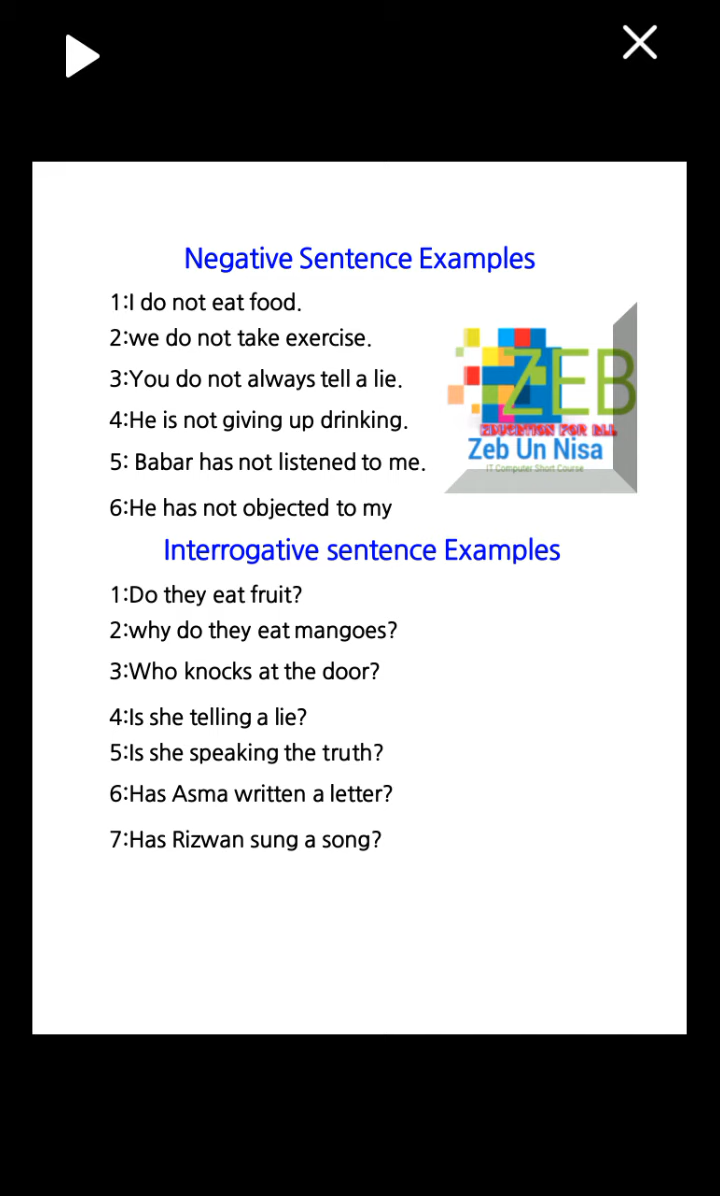 Negative Sentence Examples
1:I do not eat food.
2:we do not take exercise.
3:You do not always tell a lie.
4:He is not giving up drinking.
5: Babar has not listened to me.
6:He has not objected to my
ZEB
EDUCATION FOR ALL
Zeb Un Nisa
IT Computer Short Course
Interrogative sentence Examples
1:Do they eat fruit?
2:why do they eat mangoes?
3:Who knocks at the door?
4:Is she telling a lie?
5:Is she speaking the truth?
6:Has Asma written a letter?
7:Has Rizwan sung a song?